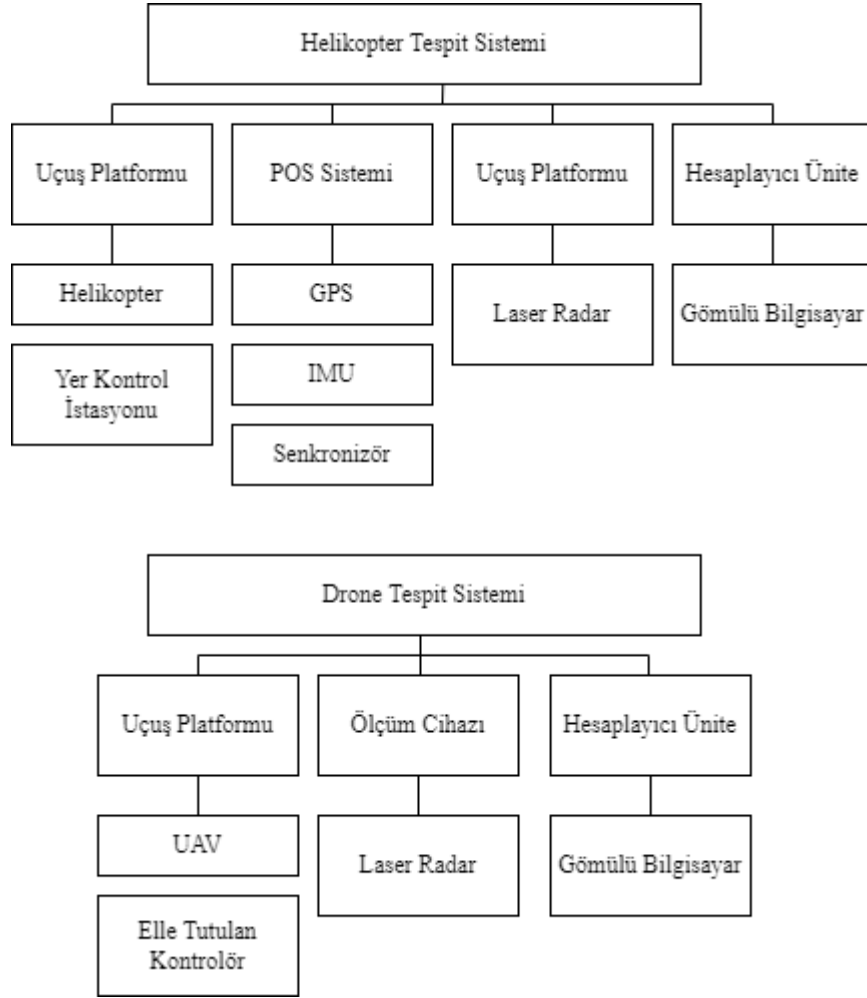 Helikopter Tespit Sistemi
Uçuş Platformu
POS Sistemi
Uçuş Platformu
Hesaplayıcı Ünite
Helikopter
GPS
Laser Radar
Gömülü Bilgisayar
Yer Kontrol
İstasyonu
IMU
Senkronizör
Drone Tespit Sistemi
Uçuş Platformu
Ölçüm Cihazı
Hesaplayıcı Ünite
UAV
Laser Radar
Gömülü Bilgisayar
Elle Tutulan
Kontrolör